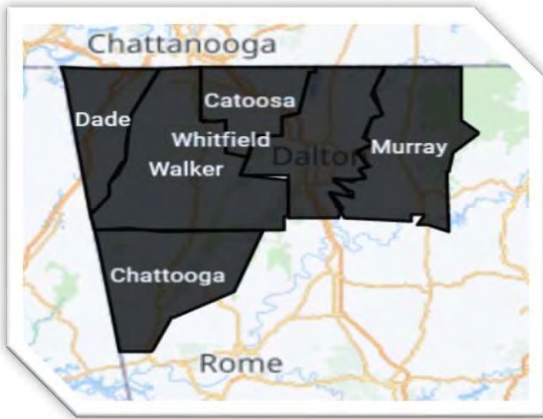 Chattanooga
Catoosa
Dade
Whitfield
Dalton
Murray
Walker
Chattooga
Rome